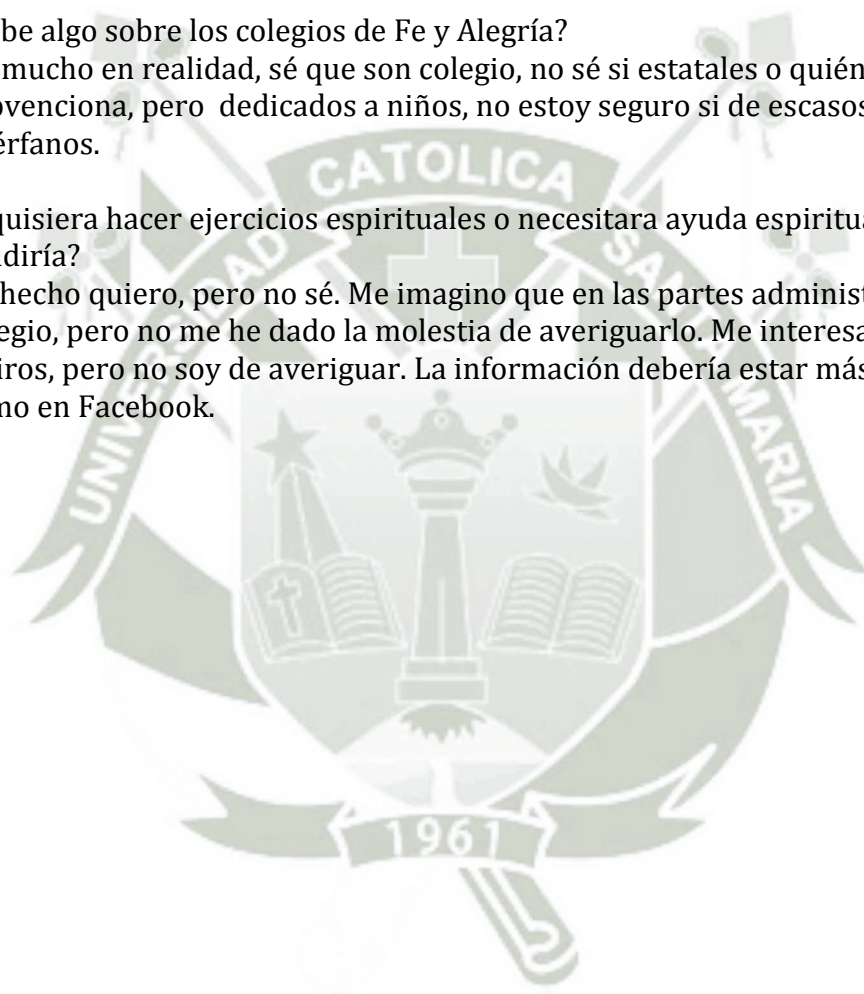 be algo sobre los colegios de Fe y Alegría?
mucho en realidad, sé que son colegio, no sé si estatales o quién
ovenciona, pero dedicados a niños, no estoy seguro si de escasos
érfanos.
quisiera hacer ejercicios espirituales o necesitara ayuda espiritua
diría?
hecho quiero, pero no sé. Me imagino que en las partes administ
egio, pero no me he dado la molestia de averiguarlo. Me interesa
iros, pero no soy de averiguar. La información debería estar más
mo en Facebook.
UNIVERSIDAD CATOLICA SANTA MARIA
1961